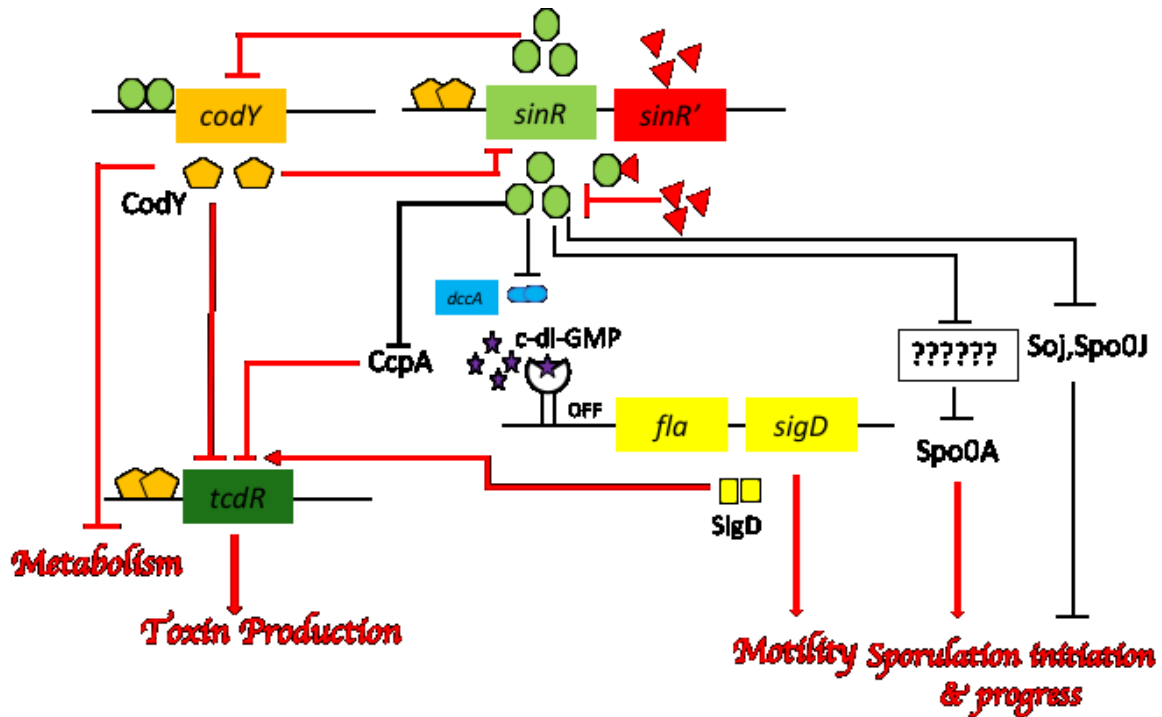 codY
sinR
sinR’
CodY
dccA
c-di-GMP
CcpA
??????
Soj,Spo0J
OFF
fla
sigD
Spo0A
tcdR
SigD
Metabolism
Toxin Production
Motility
Sporulation initiation
& progress